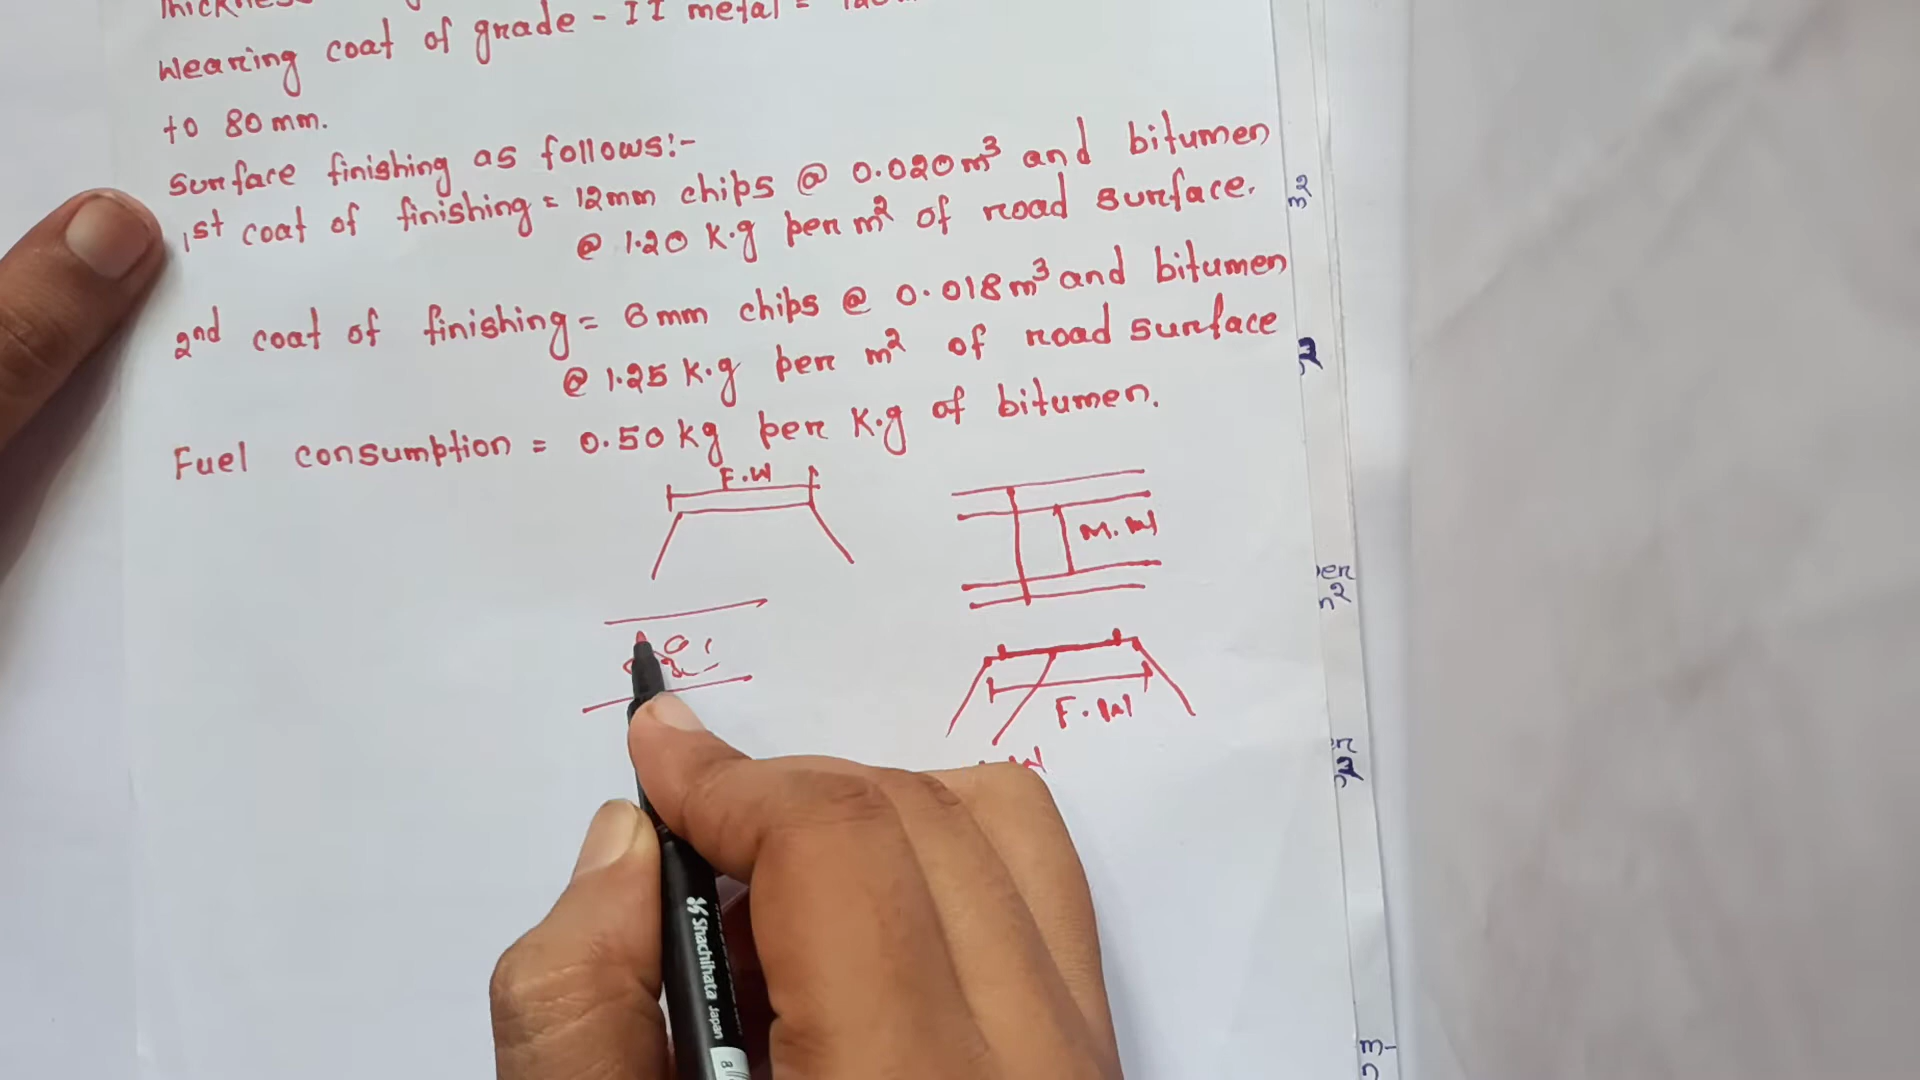 wearing coat of grade - II metal =
to 80 mm.
Surface finishing as follows:-
1st coat of finishing = 12mm chips @ 0.020m³ and bitumen
@ 1.20 K.g per m² of road surface.
2nd coat of finishing = 6mm chips @ 0.018m³ and bitumen
@ 1.25 K.g per m² of road surface
Fuel consumption = 0.50 kg per K.g of bitumen.
F.W
M.W
F.W
m²
Shachihata Japan